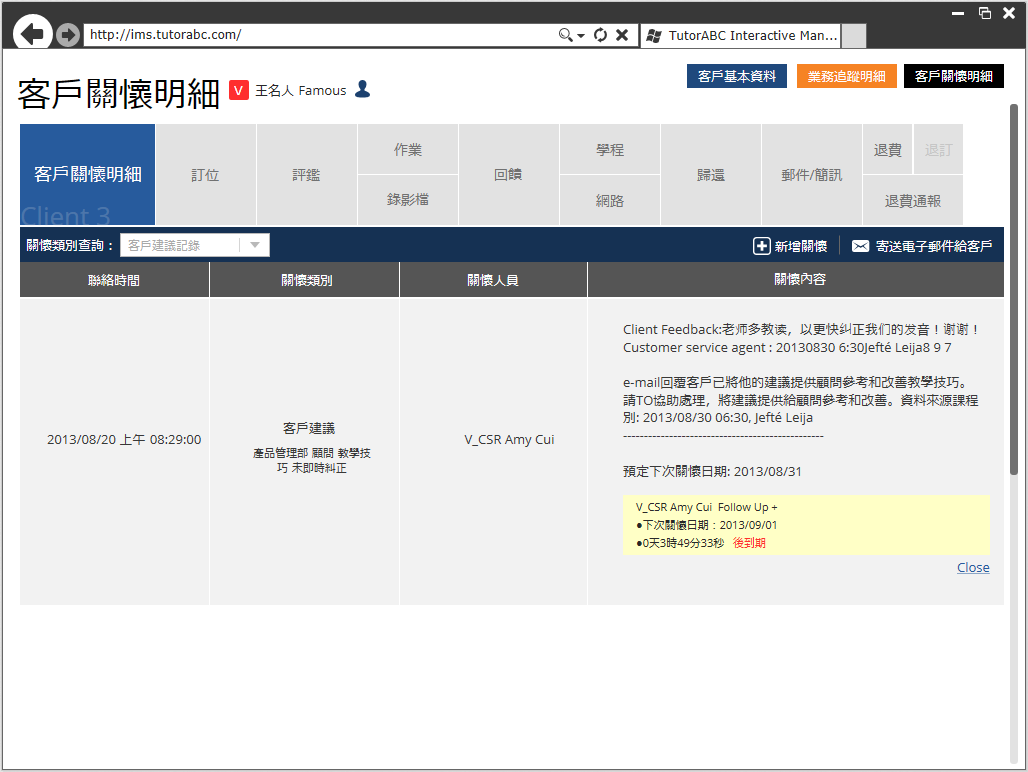 http://ims.tutorabc.com/
TutorABC Interactive Man...
客戶關懷明細
V 王名人 Famous
客戶基本資料
業務追蹤明細
客戶關懷明細
客戶關懷明細
Client 3
訂位
評鑑
作業
錄影檔
回饋
學程
網路
歸還
郵件/簡訊
退費
退訂
退費通報
關懷類別查詢：
客戶建議記錄
新增關懷
寄送電子郵件給客戶
聯絡時間
關懷類別
關懷人員
關懷內容
2013/08/20 上午 08:29:00
客戶建議
產品管理部 顧問 教學技
巧 未即時糾正
V_CSR Amy Cui
Client Feedback:老师多教读，以更快纠正我们的发音！谢谢！
Customer service agent : 20130830 6:30Jefté Leija8 9 7
e-mail回覆客戶已將他的建議提供顧問參考和改善教學技巧。
請TO協助處理，將建議提供給顧問參考和改善。資料來源課程
別: 2013/08/30 06:30, Jefté Leija
------------------------------------------------
預定下次關懷日期: 2013/08/31
V_CSR Amy Cui  Follow Up +
●下次關懷日期：2013/09/01
●0天3時49分33秒 後到期
Close